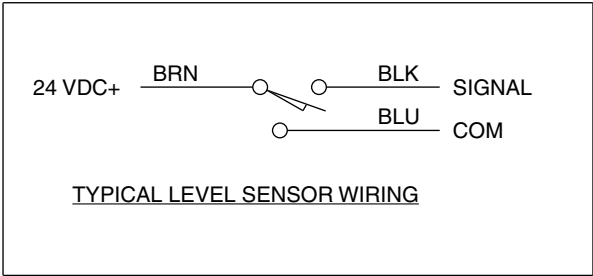 24 VDC+ BRN BLK SIGNAL
BLU COM
TYPICAL LEVEL SENSOR WIRING